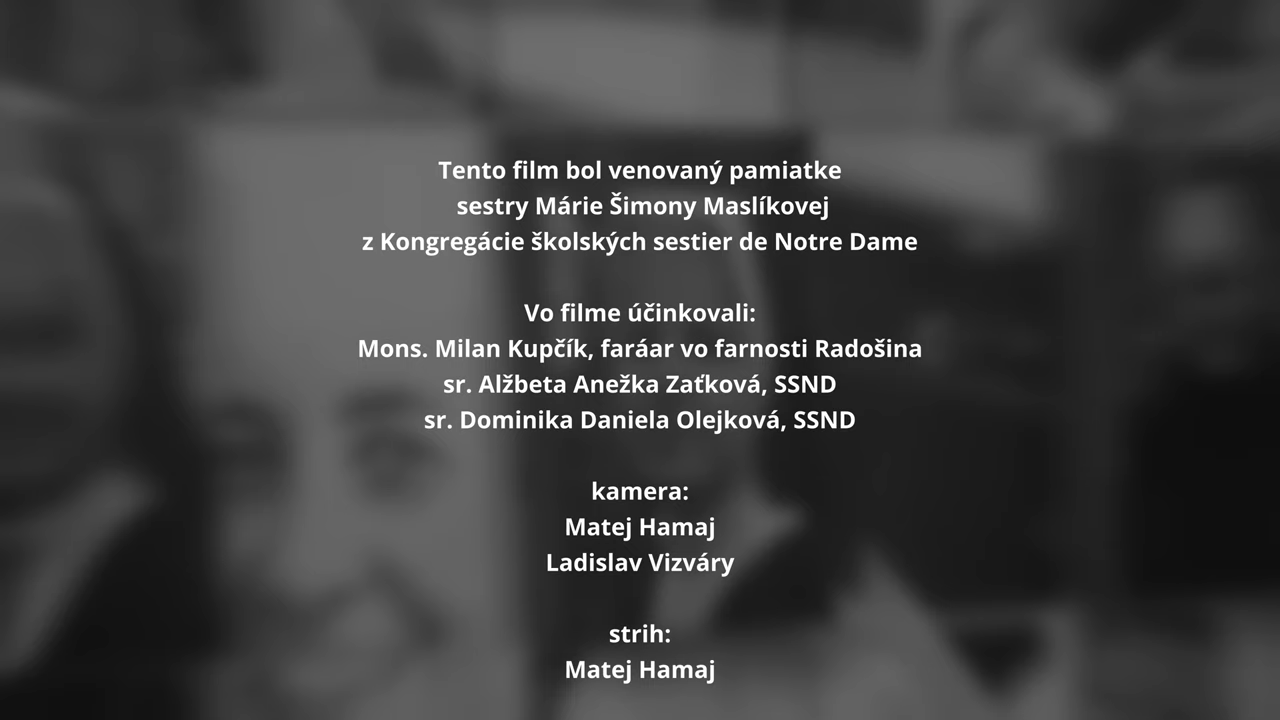 Tento film bol venovaný pamiatke
sestry Márie Šimony Maslíkovej
z Kongregácie školských sestier de Notre Dame
Vo filme účinkovali:
Mons. Milan Kupčík, faráar vo farnosti Radošina
sr. Alžbeta Anežka Zaťková, SSND
sr. Dominika Daniela Olejková, SSND
kamera:
Matej Hamaj
Ladislav Vizváry
strih:
Matej Hamaj